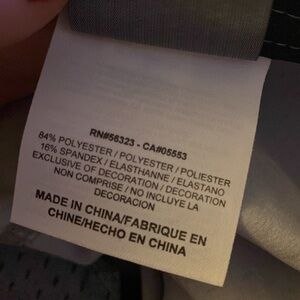 RN#56323 - CA#05553
84% POLYESTER / POLYESTER / POLIESTER
16% SPANDEX / ELASTHANNE / ELASTANO
EXCLUSIVE OF DECORATION / DECORATION
NON COMPRISE / NO INCLUYE LA
DECORACION
MADE IN CHINA/FABRIQUE EN
CHINE/HECHO EN CHINA